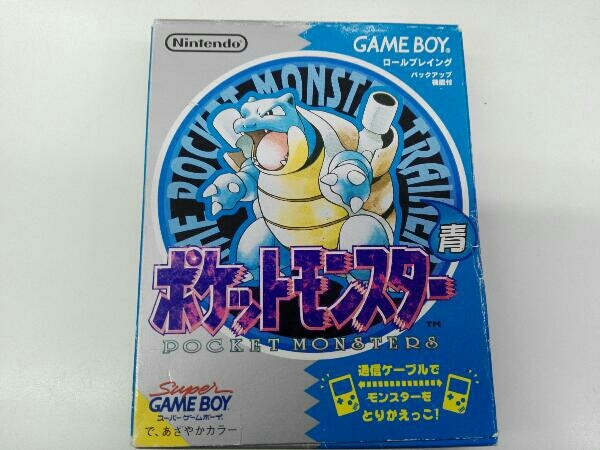 Nintendo
GAME BOY
ロールプレイング
バックアップ
機能付
THE POCKET MONSTER TRAINER
青
ポケットモンスター
TM
POCKET MONSTERS
Super
GAME BOY
スーパーゲームボーイ
で、あざやかカラー
通信ケーブルで
モンスターを
とりかえっこ!